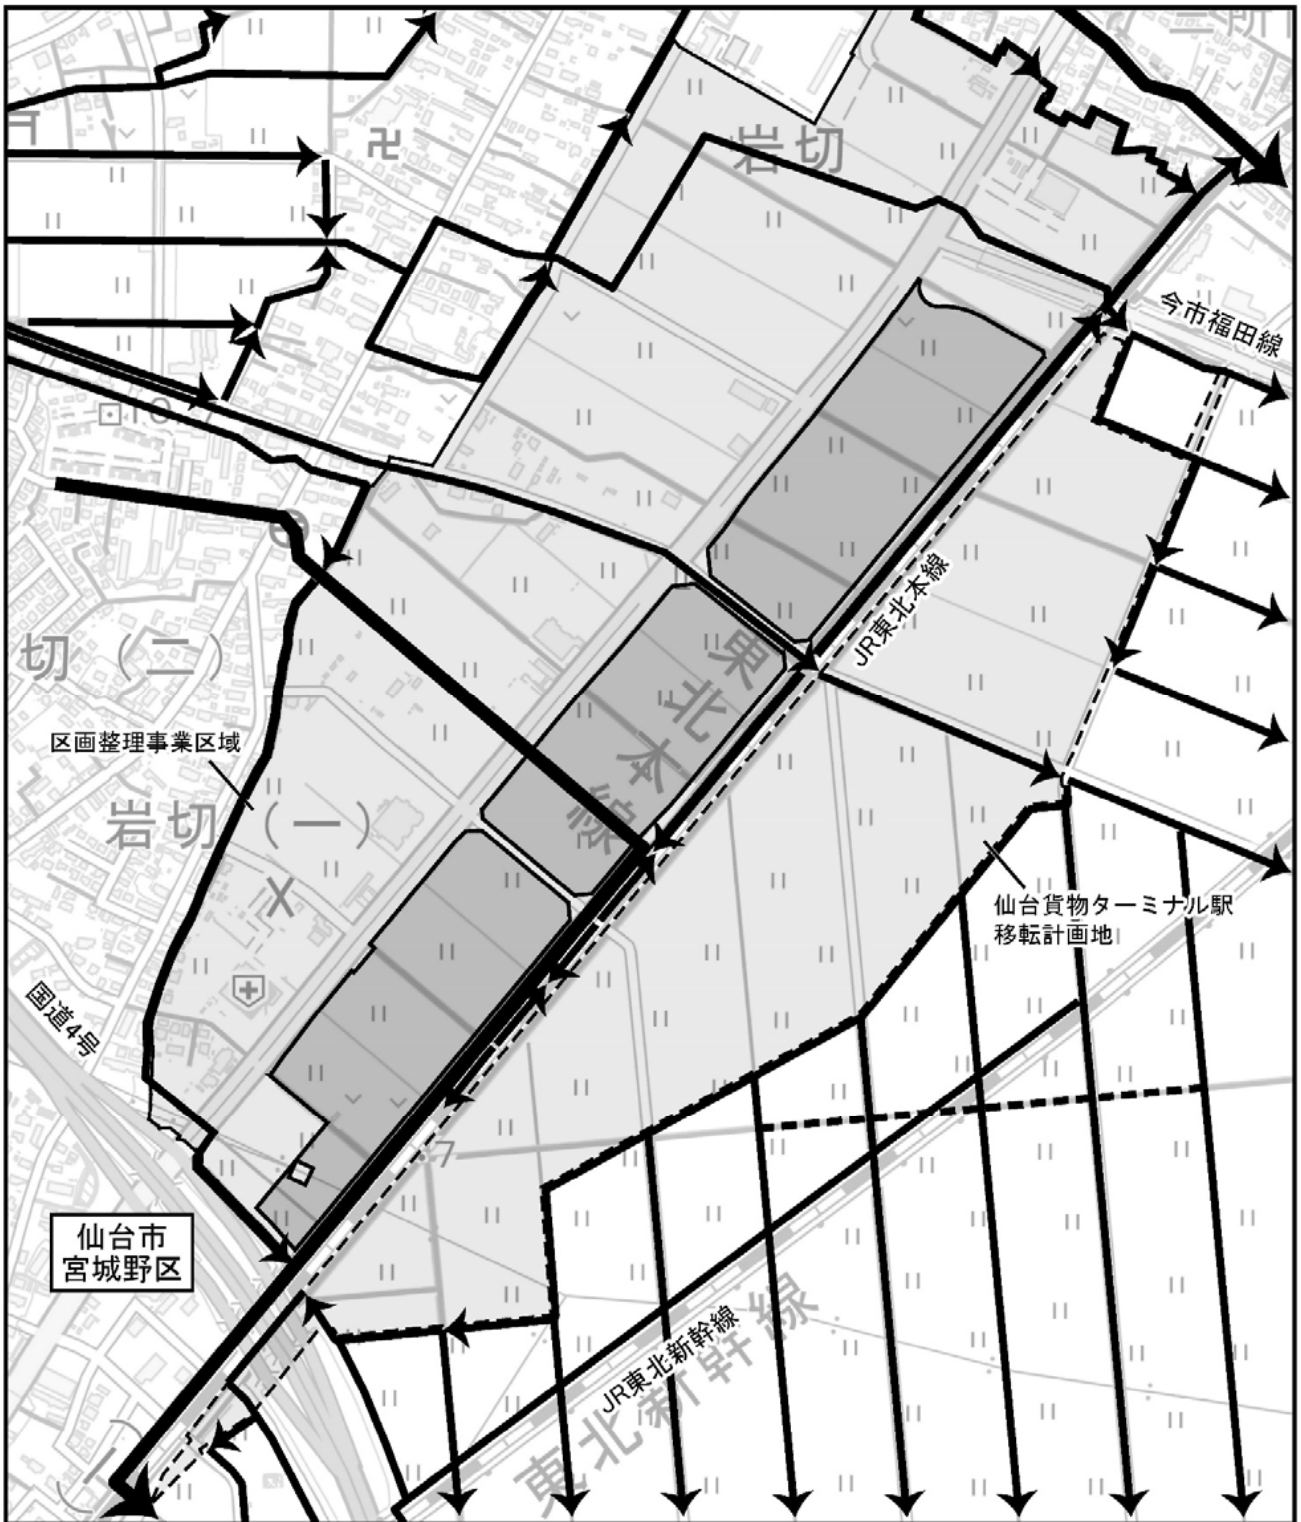 岩切
今市福田線
JR東北本線
切（二）
東北本線
区画整理事業区域
岩切（一）
仙台貨物ターミナル駅
移転計画地
国道4号
7
仙台市
宮城野区
JR東北新幹線
東北新幹線